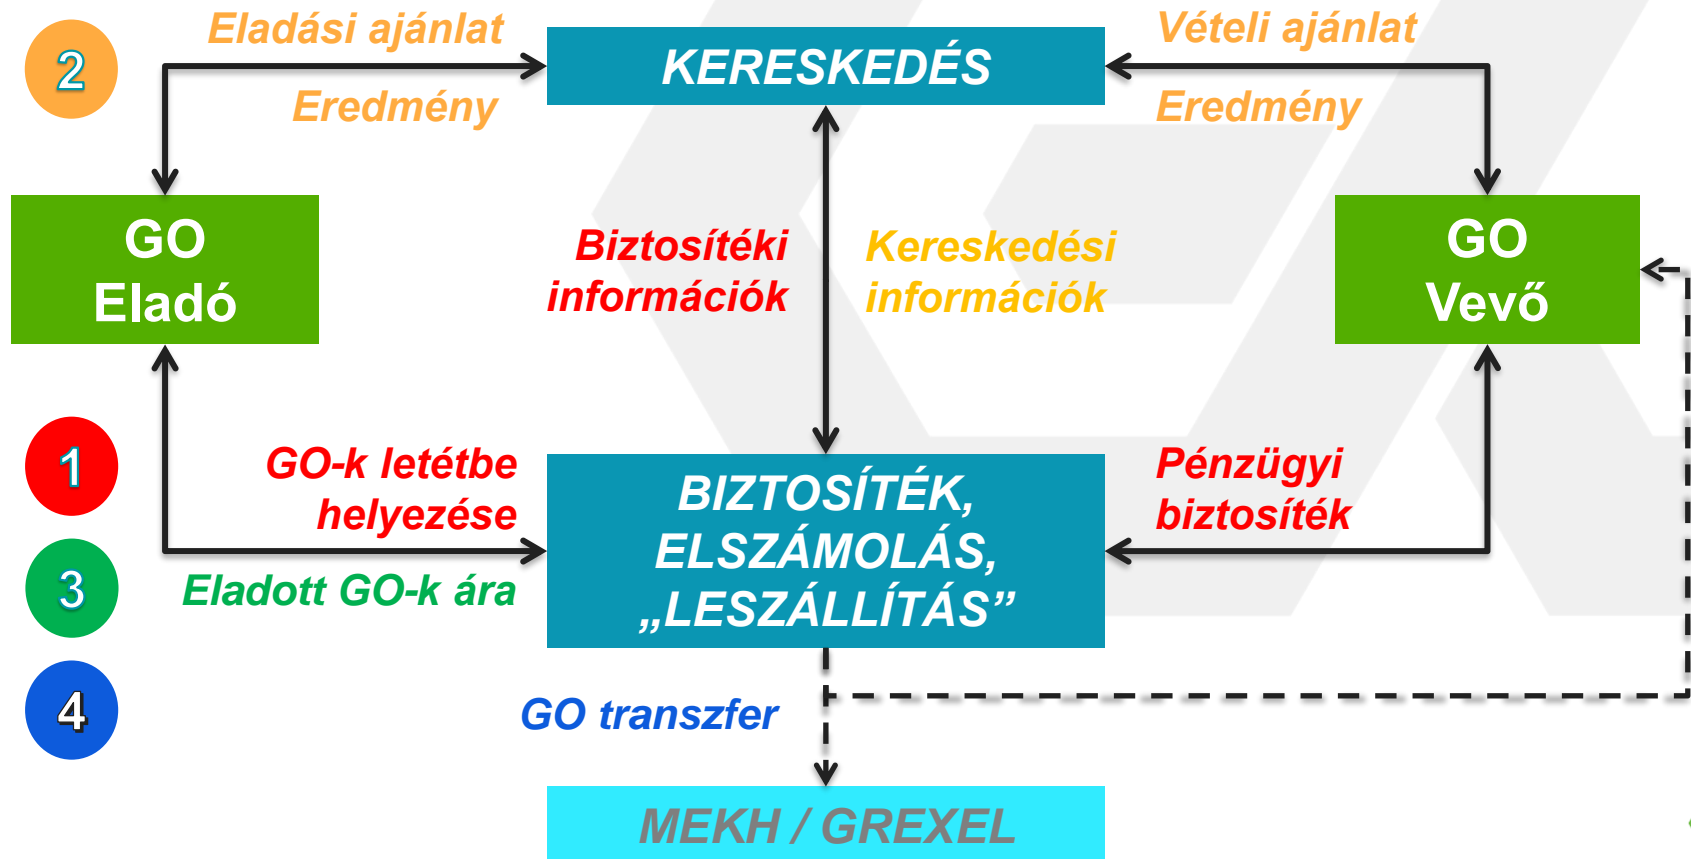 2
Eladási ajánlat
Eredmény
KERESKEDÉS
Vételi ajánlat
Eredmény
GO
Eladó
Biztosítéki
információk
Kereskedési
információk
GO
Vevő
1
GO-k letétbe
helyezése
BIZTOSÍTÉK,
ELSZÁMOLÁS,
„LESZÁLLÍTÁS”
Pénzügyi
biztosíték
3
Eladott GO-k ára
4
GO transzfer
MEKH / GREXEL